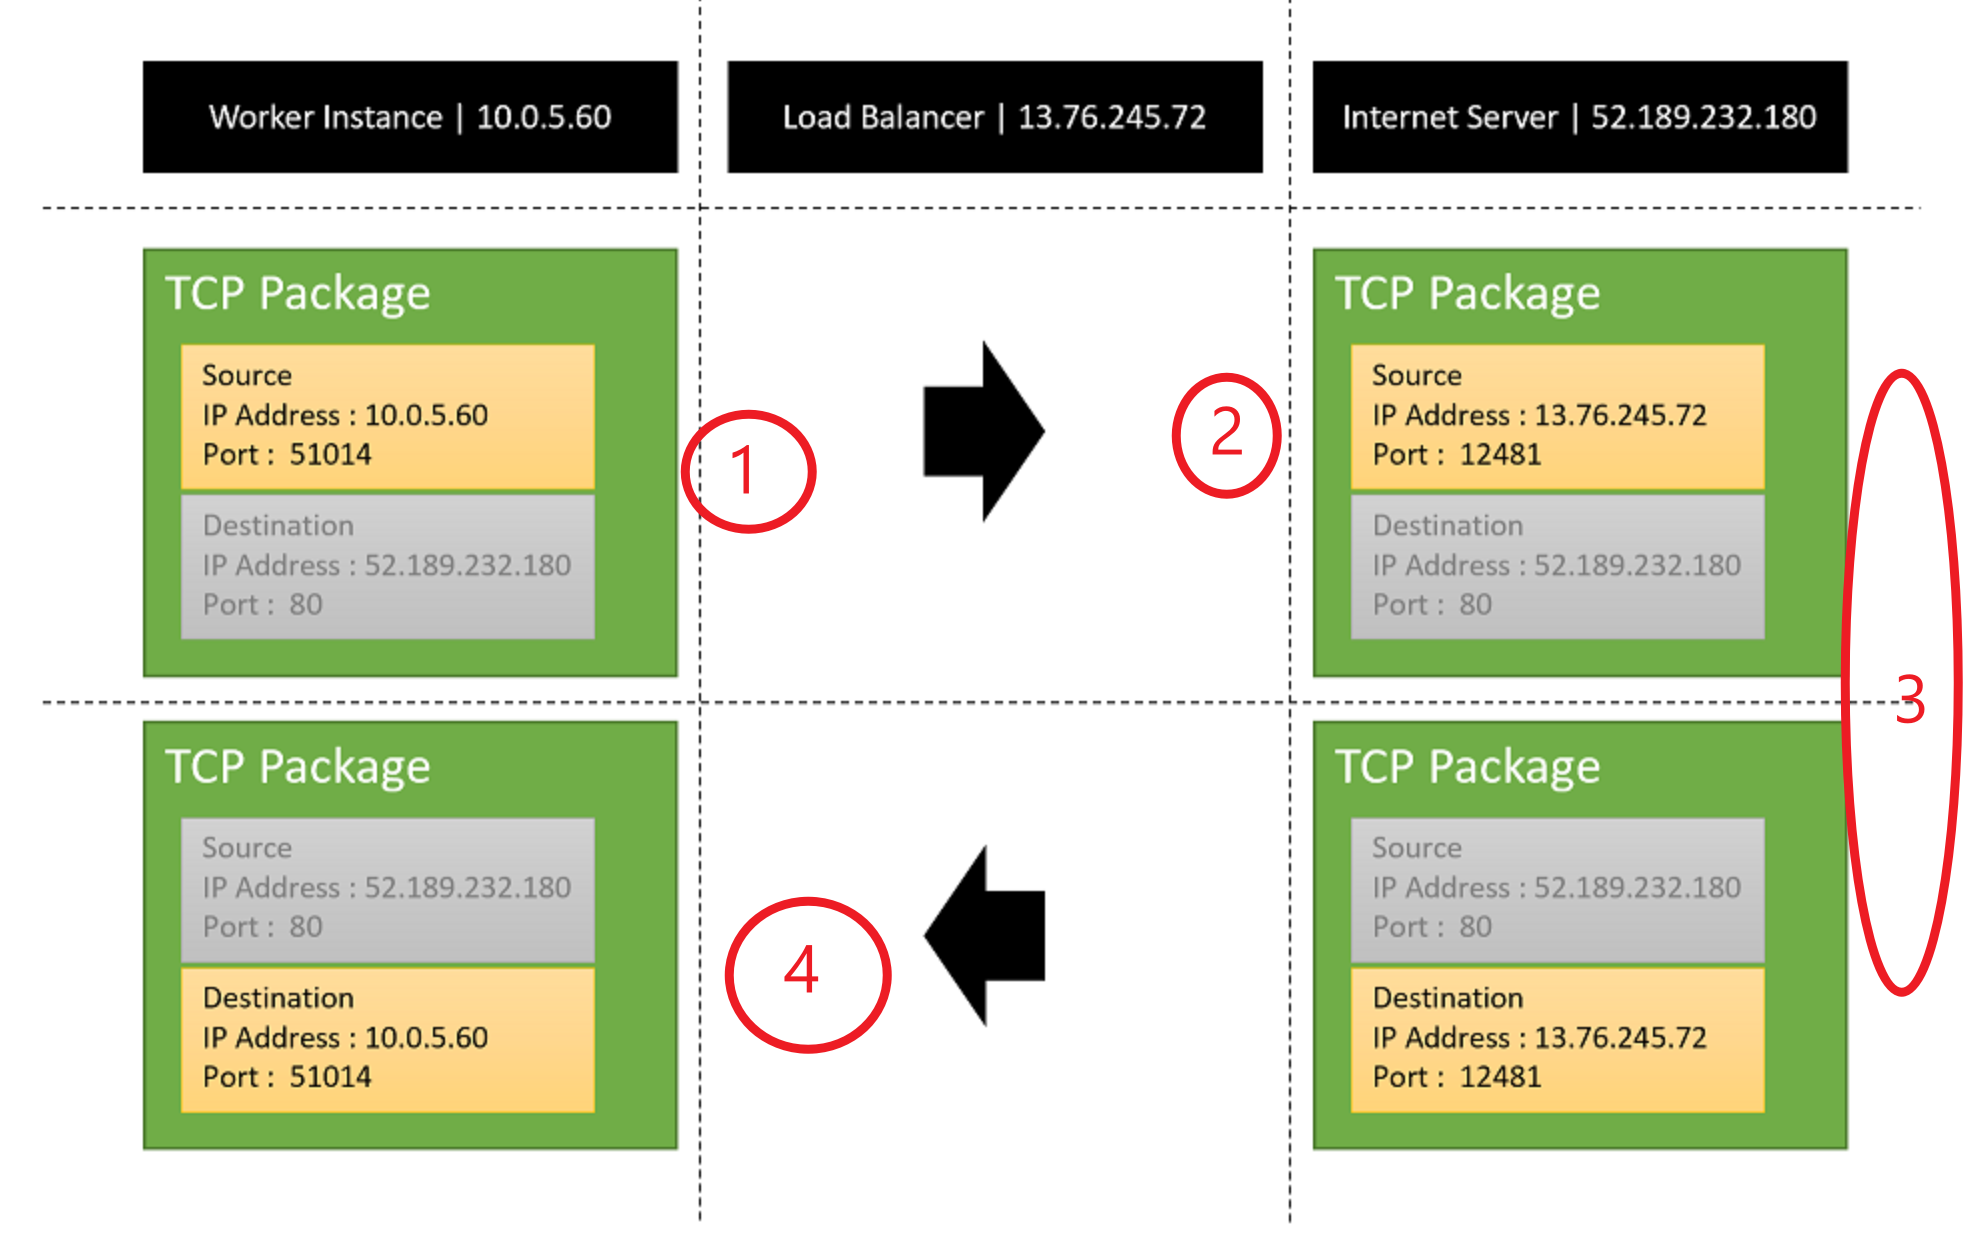 Worker Instance | 10.0.5.60
Load Balancer | 13.76.245.72
Internet Server | 52.189.232.180
TCP Package
Source
IP Address : 10.0.5.60
Port :  51014
Destination
IP Address : 52.189.232.180
Port :  80
1
2
TCP Package
Source
IP Address : 13.76.245.72
Port :  12481
Destination
IP Address : 52.189.232.180
Port :  80
3
TCP Package
Source
IP Address : 52.189.232.180
Port :  80
Destination
IP Address : 10.0.5.60
Port :  51014
4
TCP Package
Source
IP Address : 52.189.232.180
Port :  80
Destination
IP Address : 13.76.245.72
Port :  12481